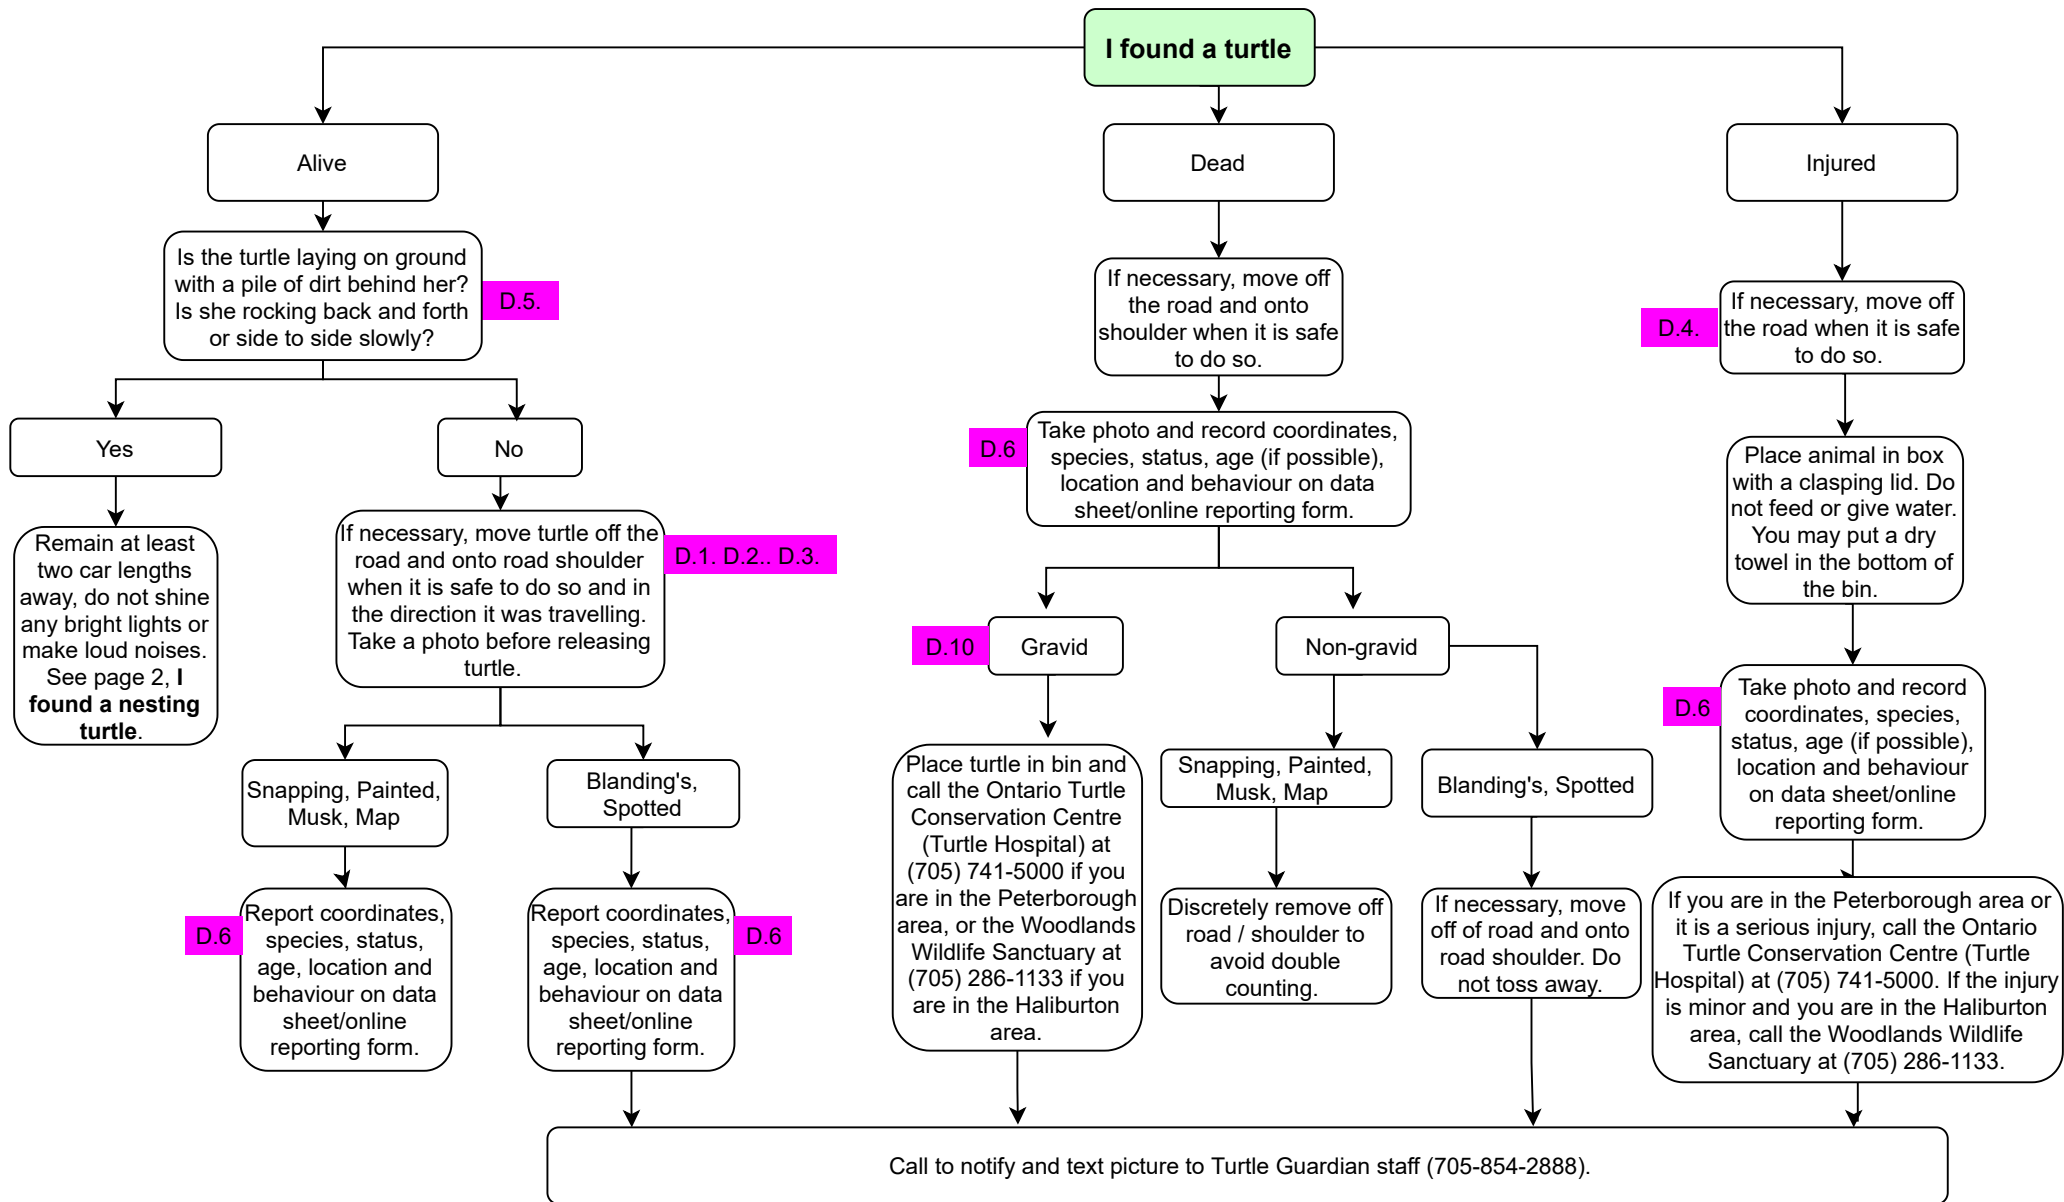 I found a turtle
Alive
Dead
Injured
Is the turtle laying on ground
with a pile of dirt behind her?
Is she rocking back and forth
or side to side slowly?
D.5.
Yes
No
Remain at least
two car lengths
away, do not shine
any bright lights or
make loud noises.
See page 2, I
found a nesting
turtle.
If necessary, move turtle off the
road and onto road shoulder
when it is safe to do so and in
the direction it was travelling.
Take a photo before releasing
turtle.
D.1. D.2.. D.3.
Snapping, Painted,
Musk, Map
Blanding's,
Spotted
D.6
Report coordinates,
species, status,
age, location and
behaviour on data
sheet/online
reporting form.
Report coordinates,
species, status,
age, location and
behaviour on data
sheet/online
reporting form.
D.6
If necessary, move off
the road and onto
shoulder when it is safe
to do so.
D.6
Take photo and record coordinates,
species, status, age (if possible),
location and behaviour on data
sheet/online reporting form.
D.10
Gravid
Non-gravid
Place turtle in bin and
call the Ontario Turtle
Conservation Centre
(Turtle Hospital) at
(705) 741-5000 if you
are in the Peterborough
area, or the Woodlands
Wildlife Sanctuary at
(705) 286-1133 if you
are in the Haliburton
area.
Snapping, Painted,
Musk, Map
Blanding's, Spotted
Discretely remove off
road / shoulder to
avoid double
counting.
If necessary, move
off of road and onto
road shoulder. Do
not toss away.
D.4.
If necessary, move off
the road when it is safe
to do so.
Place animal in box
with a clasping lid. Do
not feed or give water.
You may put a dry
towel in the bottom of
the bin.
D.6
Take photo and record
coordinates, species,
status, age (if possible),
location and behaviour
on data sheet/online
reporting form.
If you are in the Peterborough area or
it is a serious injury, call the Ontario
Turtle Conservation Centre (Turtle
Hospital) at (705) 741-5000. If the injury
is minor and you are in the Haliburton
area, call the Woodlands Wildlife
Sanctuary at (705) 286-1133.
Call to notify and text picture to Turtle Guardian staff (705-854-2888).